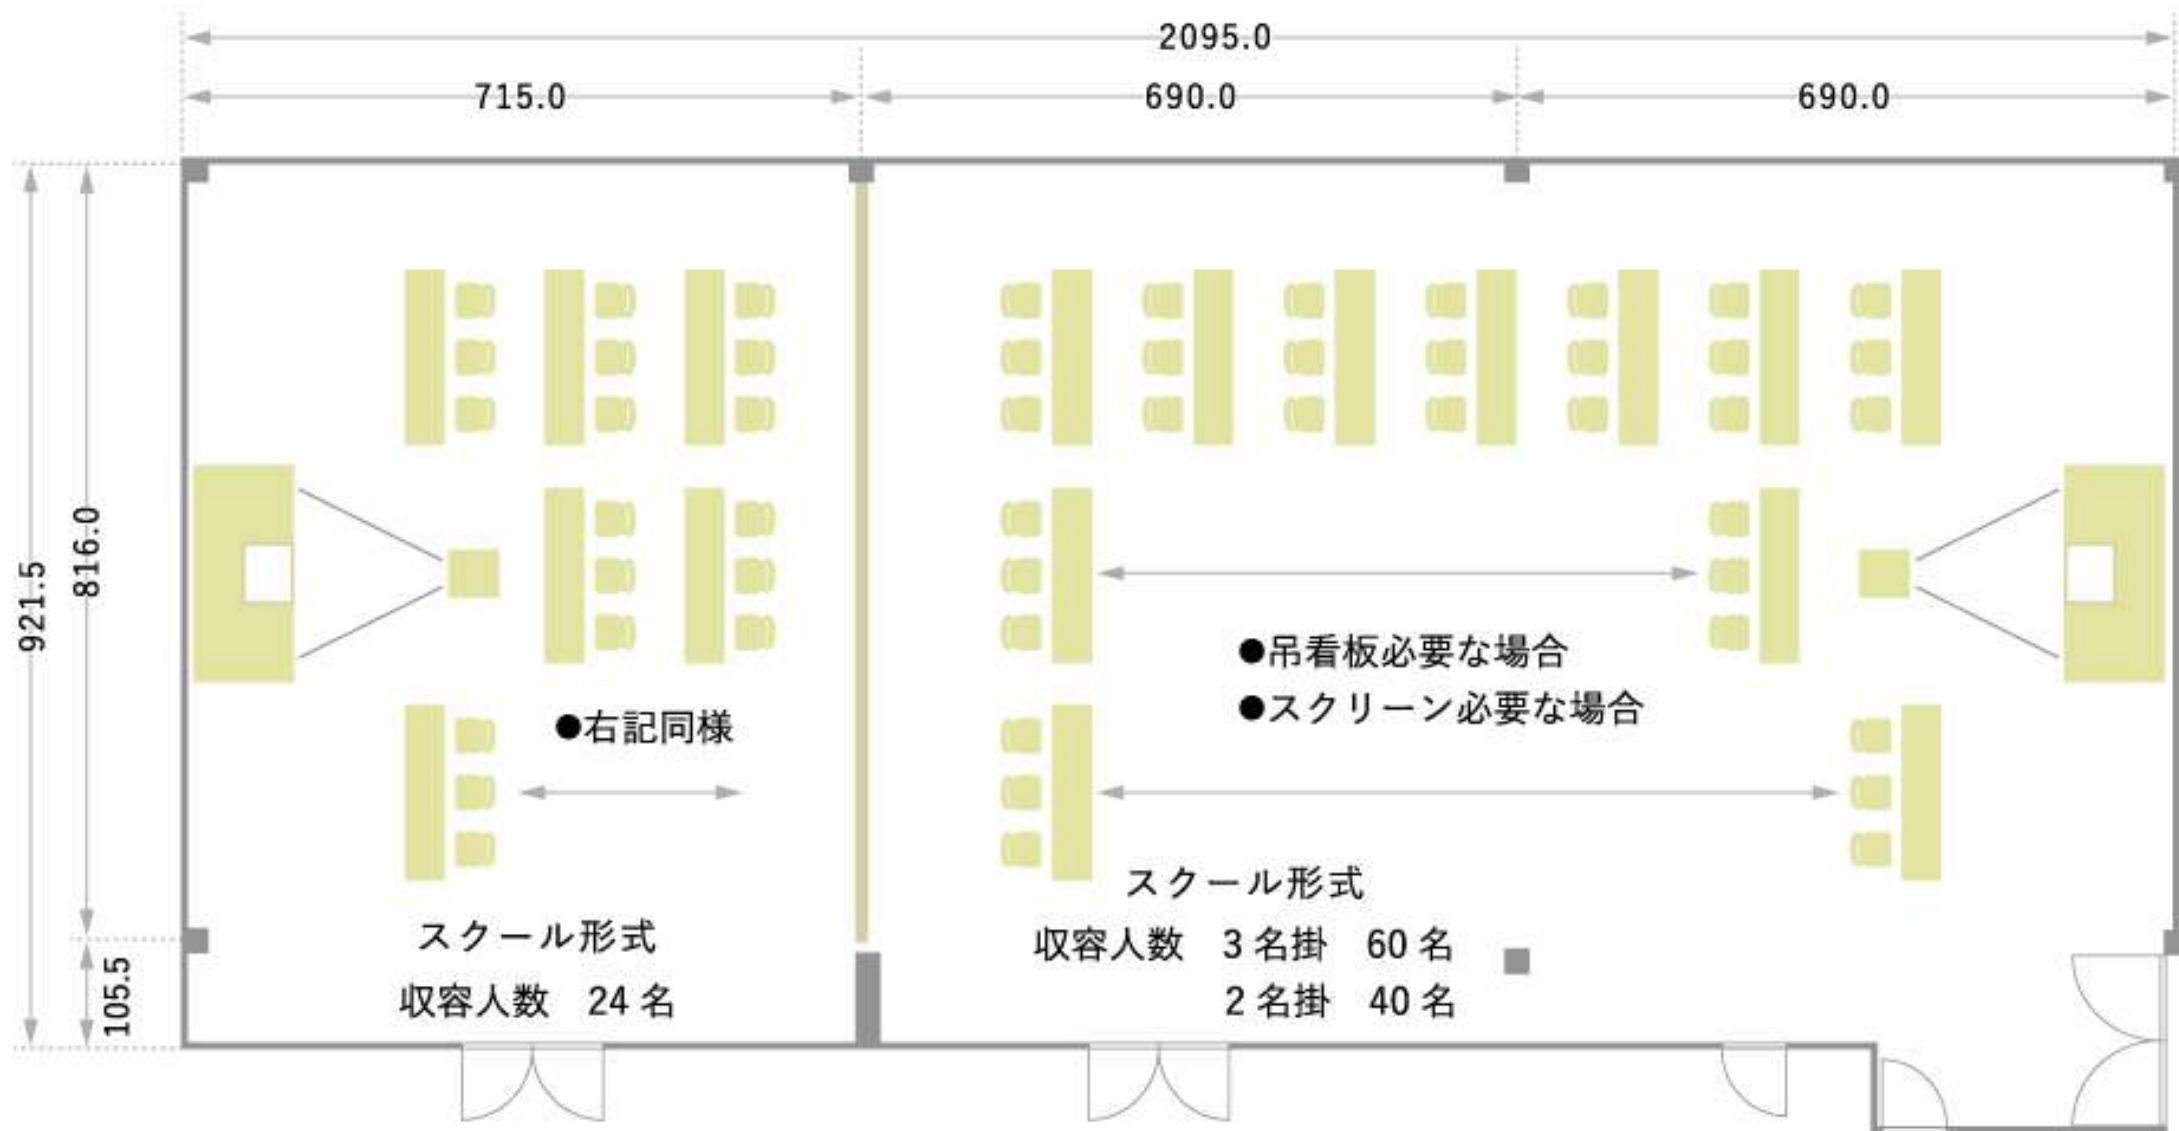 2095.0
715.0
690.0
690.0
921.5
816.0
105.5
●右記同様
●吊看板必要な場合
●スクリーン必要な場合
スクール形式
収容人数　24 名
スクール形式
収容人数　3 名掛　60 名
2 名掛　40 名